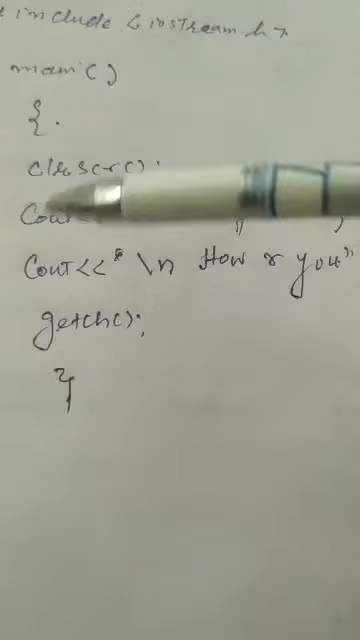 # include < iostream.h>
main()
{
clrscr();
Cout
Cout<<" \n How r you"
getch();
}